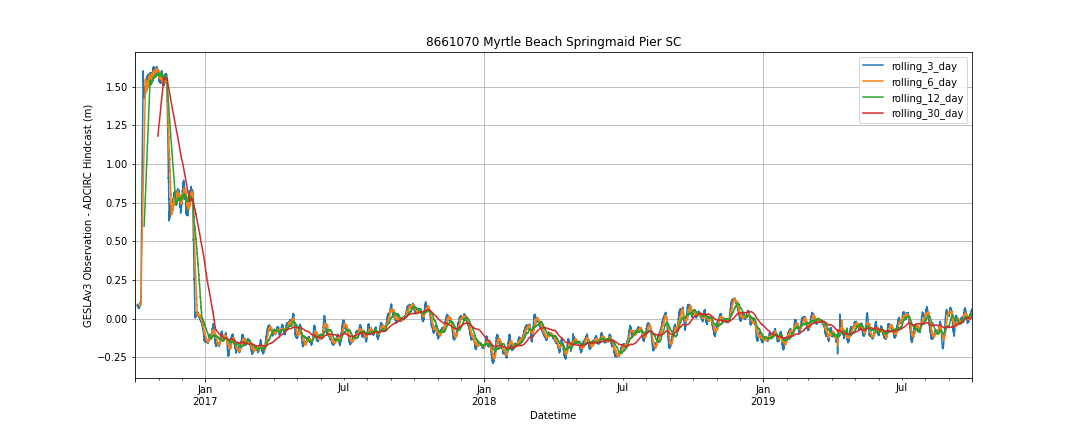 8661070 Myrtle Beach Springmaid Pier SC
rolling_3_day
rolling_6_day
rolling_12_day
rolling_30_day
GESLAv3 Observation - ADCIRC Hindcast (m)
1.50
1.25
1.00
0.75
0.50
0.25
0.00
−0.25
Jan Jul Jan Jul Jan Jul
2017 2018 2019
Datetime